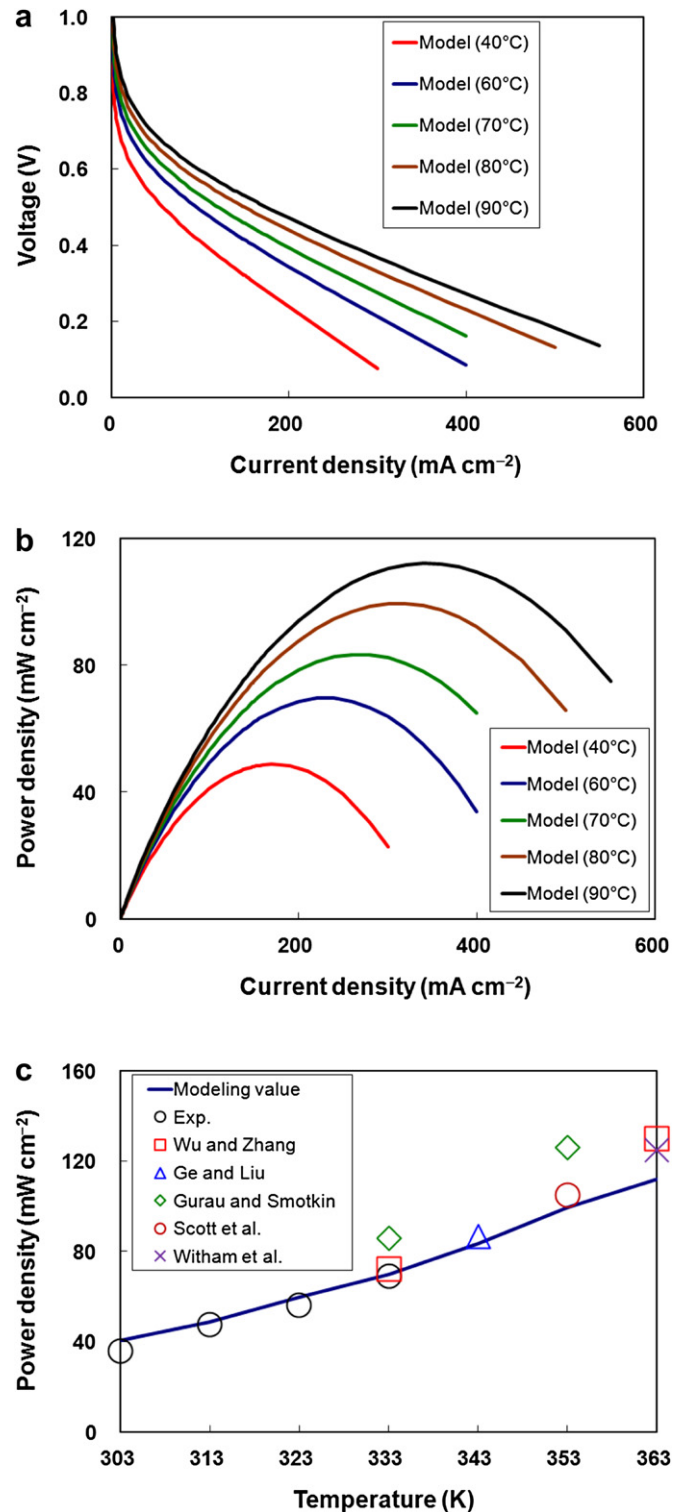 a
1.0
0.8
0.6
0.4
0.2
0.0
Voltage (V)
Model (40°C)
Model (60°C)
Model (70°C)
Model (80°C)
Model (90°C)
0
200
400
600
Current density (mA cm⁻²)
b
120
80
40
0
Power density (mW cm⁻²)
Model (40°C)
Model (60°C)
Model (70°C)
Model (80°C)
Model (90°C)
0
200
400
600
Current density (mA cm⁻²)
c
160
120
80
40
0
Power density (mW cm⁻²)
Modeling value
Exp.
Wu and Zhang
Ge and Liu
Gurau and Smotkin
Scott et al.
Witham et al.
303
313
323
333
343
353
363
Temperature (K)